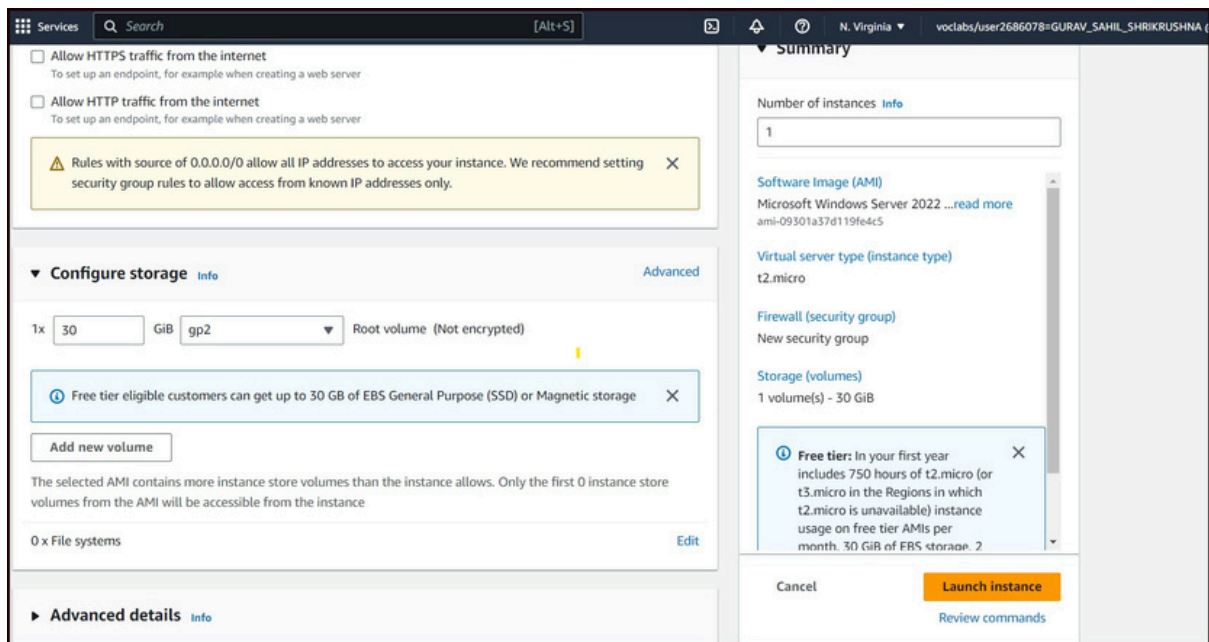 Services
Search
[Alt+S]
N. Virginia
voclabs/user2686078=GURAV_SAHIL_SHRIKRUSHNA (
Allow HTTPS traffic from the internet
To set up an endpoint, for example when creating a web server
Allow HTTP traffic from the internet
To set up an endpoint, for example when creating a web server
Rules with source of 0.0.0.0/0 allow all IP addresses to access your instance. We recommend setting
security group rules to allow access from known IP addresses only.
Configure storage Info
Advanced
1x 30 GiB gp2 Root volume (Not encrypted)
Free tier eligible customers can get up to 30 GB of EBS General Purpose (SSD) or Magnetic storage
Add new volume
The selected AMI contains more instance store volumes than the instance allows. Only the first 0 instance store
volumes from the AMI will be accessible from the instance
0 x File systems
Edit
Advanced details Info
Summary
Number of instances Info
1
Software Image (AMI)
Microsoft Windows Server 2022 ...read more
ami-09301a37d119fe4c5
Virtual server type (instance type)
t2.micro
Firewall (security group)
New security group
Storage (volumes)
1 volume(s) - 30 GiB
Free tier: In your first year
includes 750 hours of t2.micro (or
t3.micro in the Regions in which
t2.micro is unavailable) instance
usage on free tier AMIs per
month, 30 GiB of EBS storage, 2
Cancel
Launch instance
Review commands